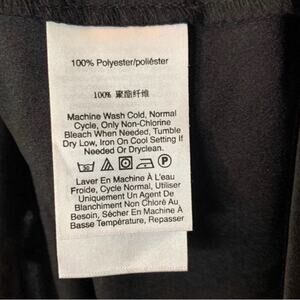 100% Polyester/poliéster
100% 聚酯纤维
Machine Wash Cold, Normal
Cycle, Only Non-Chlorine
Bleach When Needed, Tumble
Dry Low, Iron On Cool Setting If
Needed Or Dryclean.
Laver En Machine À L'eau
Froide, Cycle Normal, Utiliser
Uniquement Un Agent De
Blanchiment Non Chloré Au
Besoin, Sécher En Machine À
Basse Température, Repasser